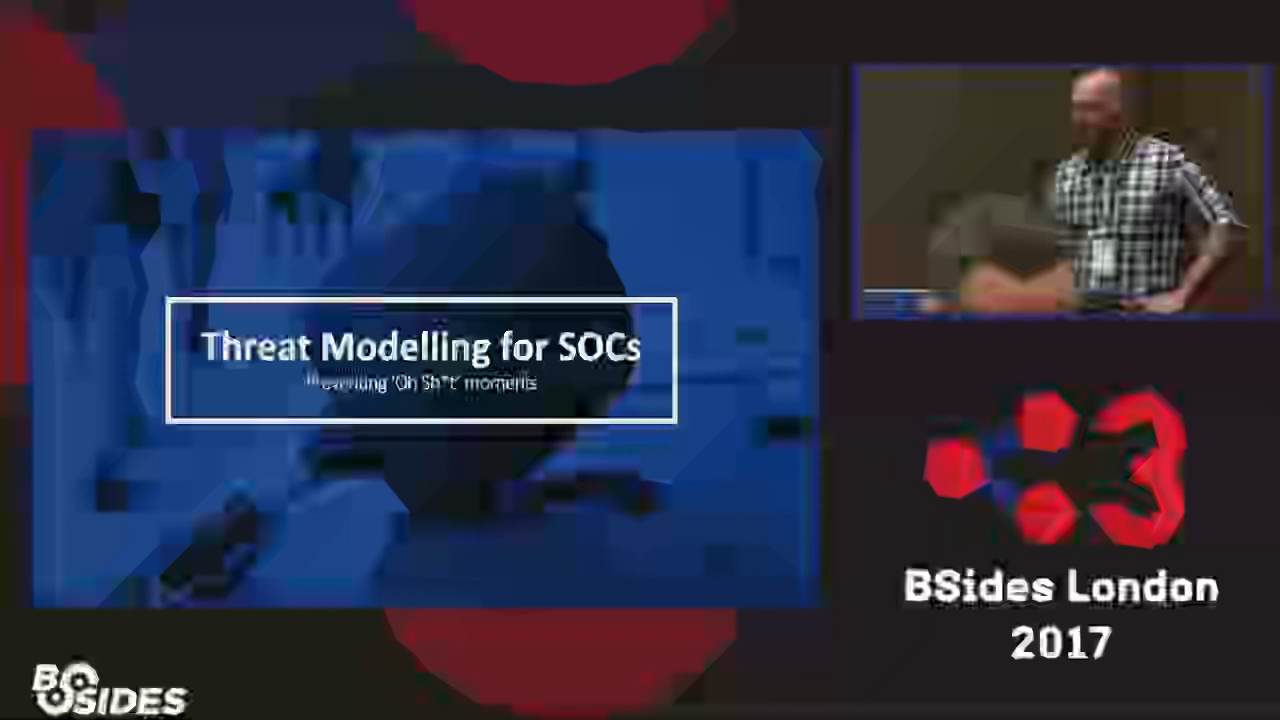 Threat Modelling for SOCs
'Oh Sh*t' moments
BSides London
2017
BSIDES